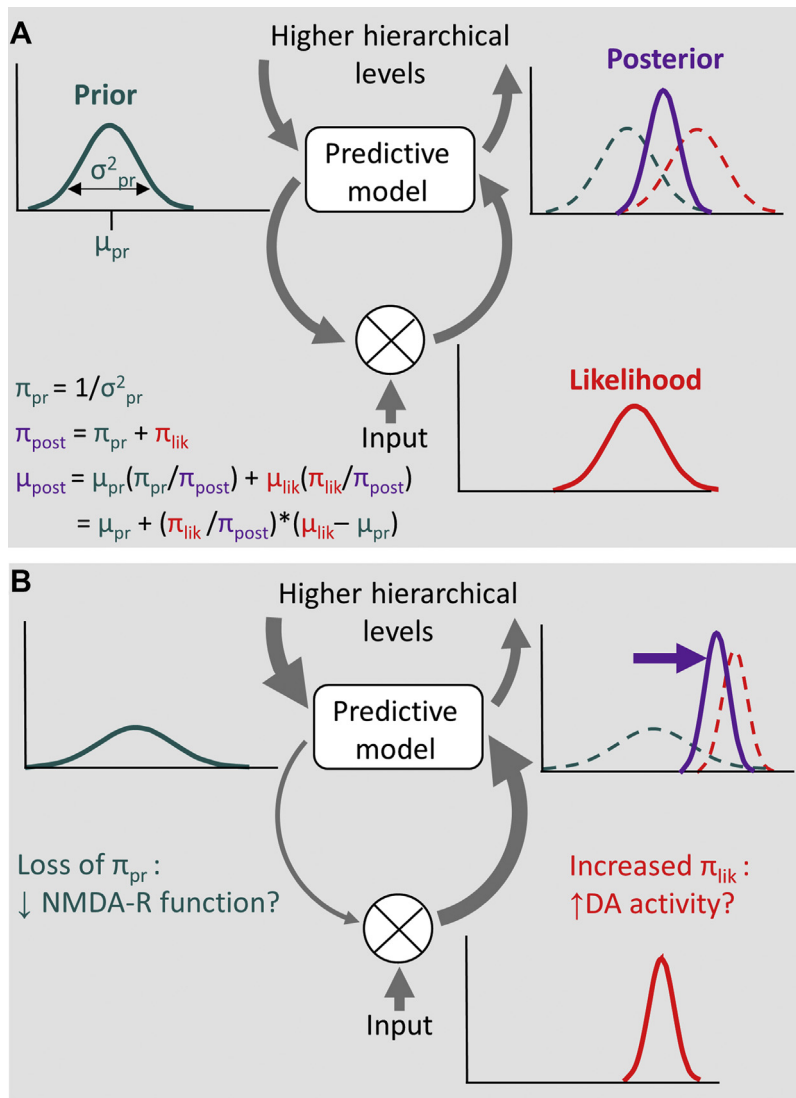 A
Higher hierarchical
levels
Prior
σ²pr
μpr
Predictive
model
Posterior
Likelihood
Input
πpr = 1/σ²pr
πpost = πpr + πlik
μpost = μpr(πpr/πpost) + μlik(πlik/πpost)
= μpr + (πlik /πpost)*(μlik− μpr)
B
Higher hierarchical
levels
Predictive
model
Loss of πpr :
↓ NMDA-R function?
Increased πlik :
↑DA activity?
Input